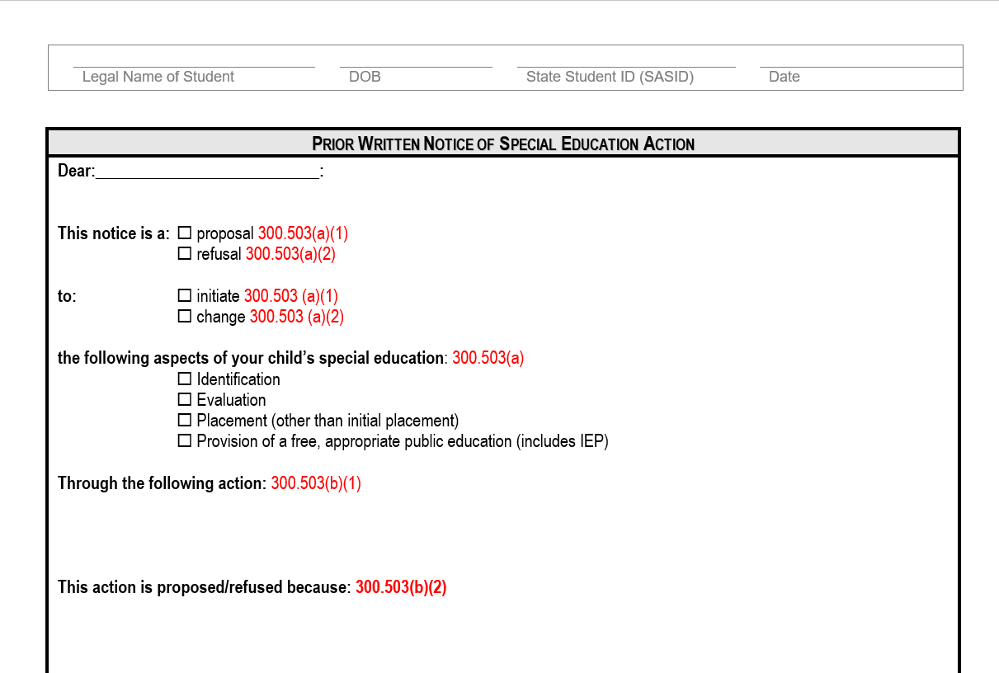 Legal Name of Student DOB State Student ID (SASID) Date
PRIOR WRITTEN NOTICE OF SPECIAL EDUCATION ACTION
Dear:___________________________:
This notice is a: ☐ proposal 300.503(a)(1)
☐ refusal 300.503(a)(2)
to: ☐ initiate 300.503 (a)(1)
☐ change 300.503 (a)(2)
the following aspects of your child’s special education: 300.503(a)
☐ Identification
☐ Evaluation
☐ Placement (other than initial placement)
☐ Provision of a free, appropriate public education (includes IEP)
Through the following action: 300.503(b)(1)
This action is proposed/refused because: 300.503(b)(2)